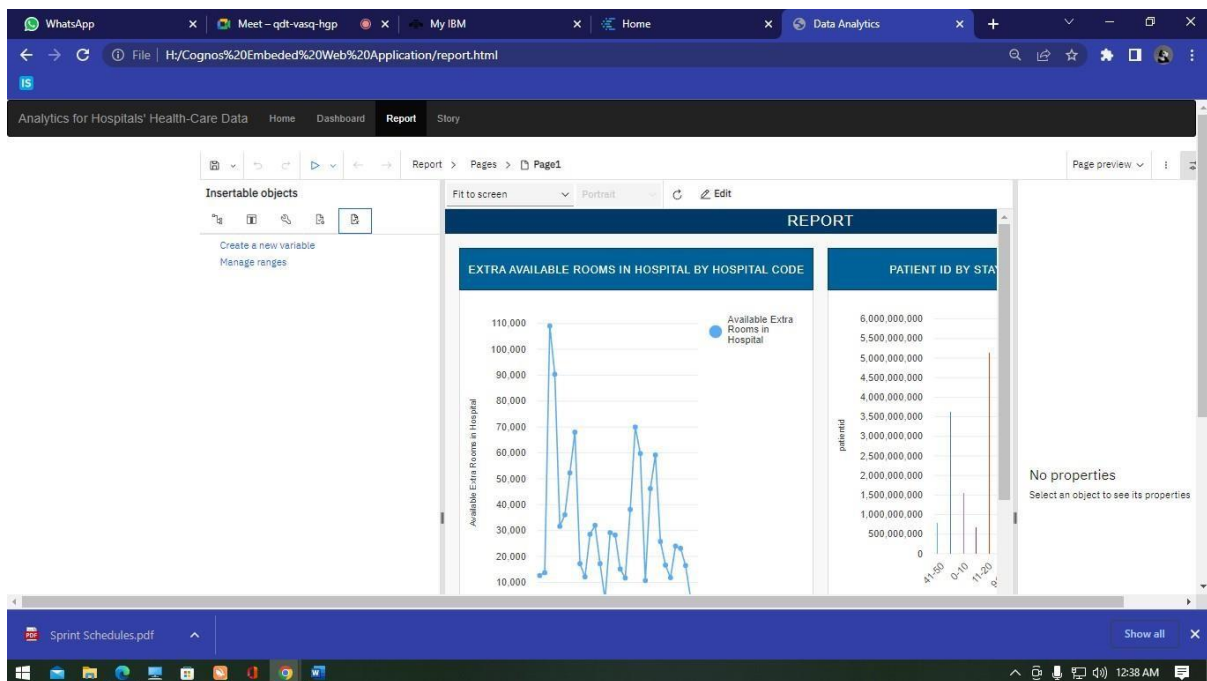 WhatsApp
Meet – qdt-vasq-hgp
My IBM
Home
Data Analytics
File
H:/Cognos%20Embeded%20Web%20Application/report.html
IS
Analytics for Hospitals' Health-Care Data
Home
Dashboard
Report
Story
Report > Pages > Page1
Page preview
Insertable objects
Create a new variable
Manage ranges
Fit to screen
Portrait
Edit
REPORT
EXTRA AVAILABLE ROOMS IN HOSPITAL BY HOSPITAL CODE
Available Extra
Rooms in
Hospital
110,000
100,000
90,000
80,000
70,000
60,000
50,000
40,000
30,000
20,000
10,000
Available Extra Rooms in Hospital
PATIENT ID BY STA
6,000,000,000
5,500,000,000
5,000,000,000
4,500,000,000
4,000,000,000
3,500,000,000
3,000,000,000
2,500,000,000
2,000,000,000
1,500,000,000
1,000,000,000
500,000,000
0
patientid
41-50
0-10
11-20
No properties
Select an object to see its properties
Sprint Schedules.pdf
Show all
12:38 AM